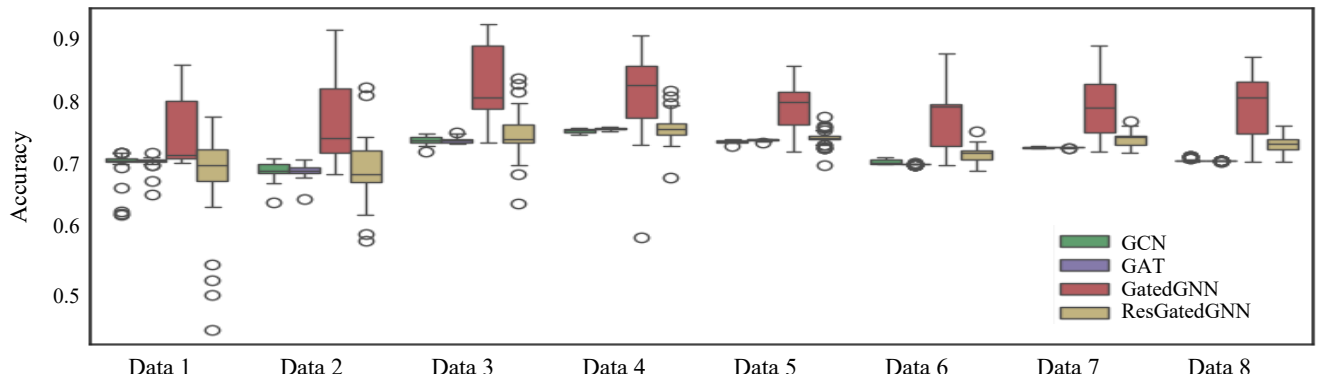 Accuracy
0.9
0.8
0.7
0.6
0.5
GCN
GAT
GatedGNN
ResGatedGNN
Data 1 Data 2 Data 3 Data 4 Data 5 Data 6 Data 7 Data 8